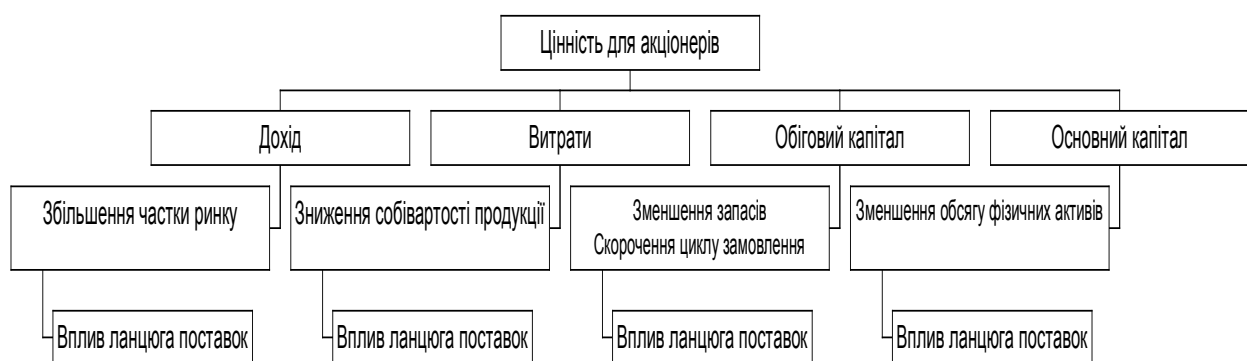 Цінність для акціонерів
Дохід
Витрати
Обіговий капітал
Основний капітал
Збільшення частки ринку
Зниження собівартості продукції
Зменшення запасів
Скорочення циклу замовлення
Зменшення обсягу фізичних активів
Вплив ланцюга поставок
Вплив ланцюга поставок
Вплив ланцюга поставок
Вплив ланцюга поставок